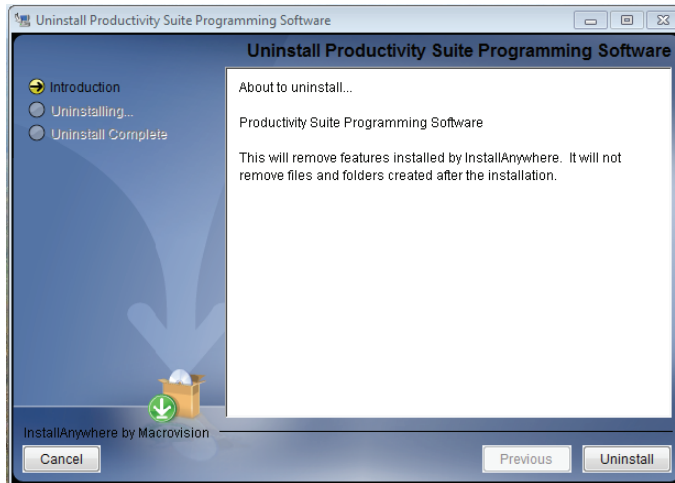 Uninstall Productivity Suite Programming Software
Uninstall Productivity Suite Programming Software
Introduction
Uninstalling...
Uninstall Complete
About to uninstall...
Productivity Suite Programming Software
This will remove features installed by InstallAnywhere.  It will not
remove files and folders created after the installation.
InstallAnywhere by Macrovision
Cancel
Previous
Uninstall